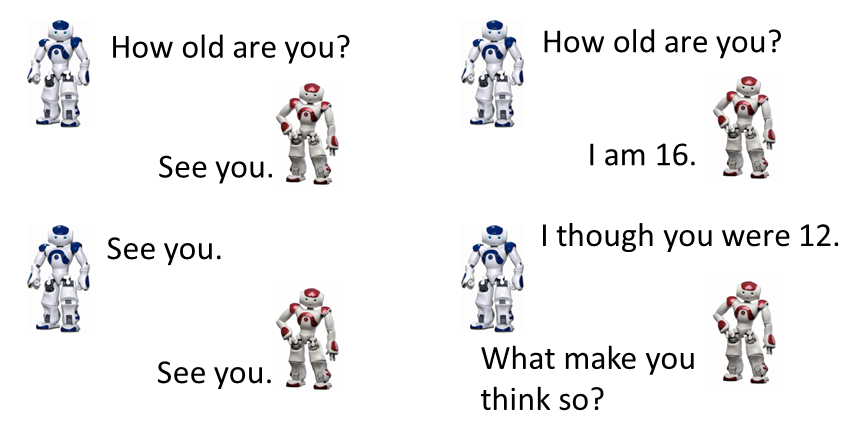 How old are you?
See you.
See you.
See you.
How old are you?
I am 16.
I though you were 12.
What make you
think so?